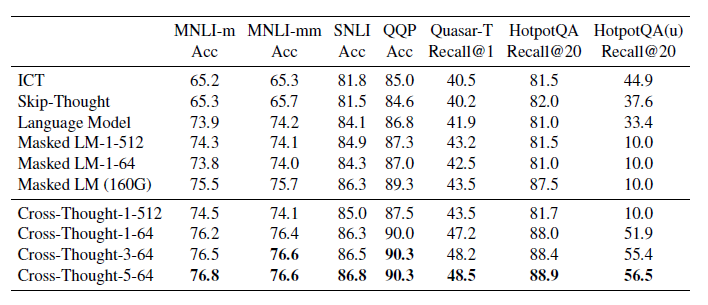 MNLI-m MNLI-mm SNLI QQP Quasar-T HotpotQA HotpotQA(u)
Acc Acc Acc Acc Recall@1 Recall@20 Recall@20
ICT 65.2 65.3 81.8 85.0 40.5 81.5 44.9
Skip-Thought 65.3 65.7 81.5 84.6 40.2 82.0 37.6
Language Model 73.9 74.2 84.1 86.8 41.9 81.0 33.4
Masked LM-1-512 74.3 74.1 84.9 87.3 43.2 81.5 10.0
Masked LM-1-64 73.8 74.0 84.3 87.0 42.5 81.0 10.0
Masked LM (160G) 75.5 75.7 86.3 89.3 43.5 87.5 10.0
Cross-Thought-1-512 74.5 74.1 85.0 87.5 43.5 81.7 10.0
Cross-Thought-1-64 76.2 76.4 86.3 90.0 47.2 88.0 51.9
Cross-Thought-3-64 76.5 76.6 86.5 90.3 48.2 88.4 55.4
Cross-Thought-5-64 76.8 76.6 86.8 90.3 48.5 88.9 56.5